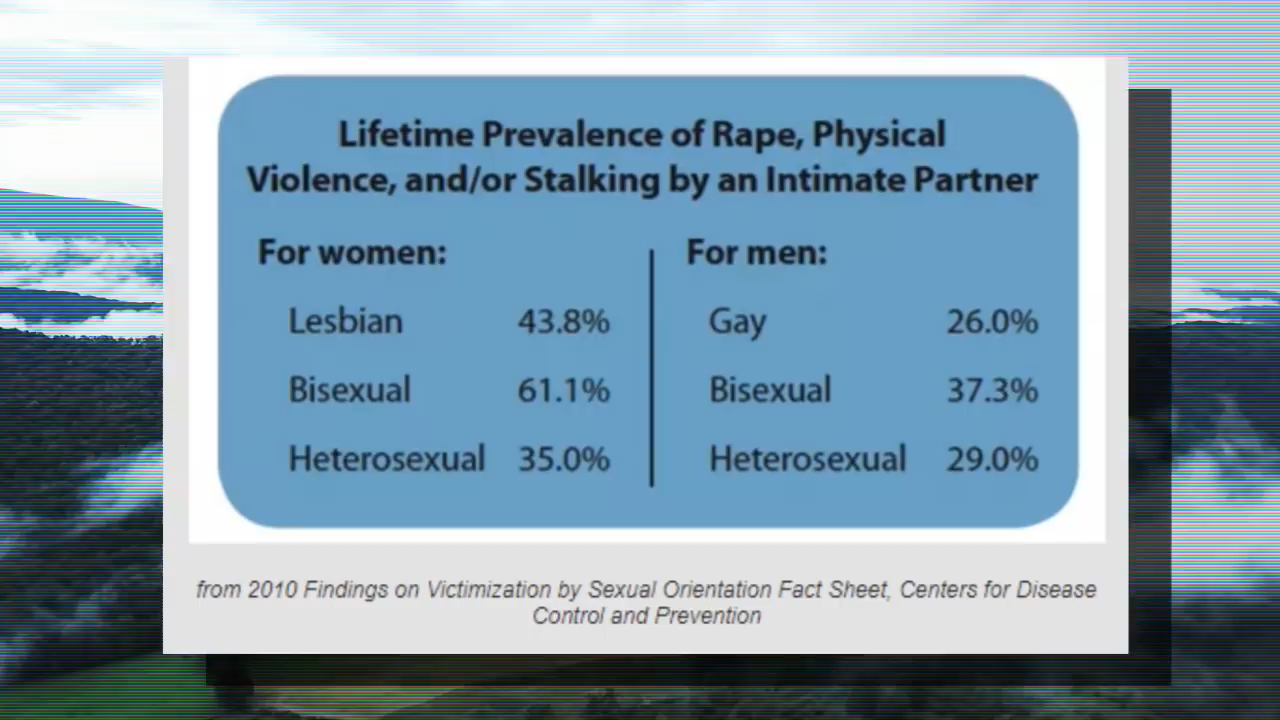 Lifetime Prevalence of Rape, Physical
Violence, and/or Stalking by an Intimate Partner
For women:
Lesbian 43.8%
Bisexual 61.1%
Heterosexual 35.0%
For men:
Gay 26.0%
Bisexual 37.3%
Heterosexual 29.0%
from 2010 Findings on Victimization by Sexual Orientation Fact Sheet, Centers for Disease
Control and Prevention